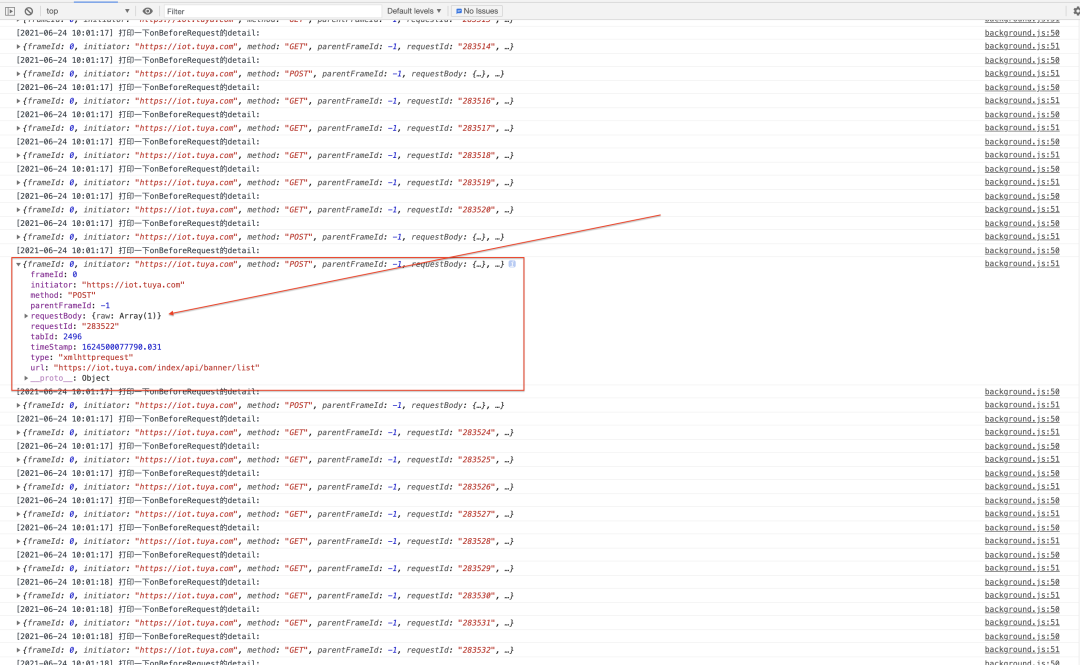 top ▼ Filter Default levels ▼ No Issues
[2021-06-24 10:01:17] 打印一下onBeforeRequest的detail: background.js:50
▸{frameId: 0, initiator: "https://iot.tuya.com", method: "GET", parentFrameId: −1, requestId: "283514", …} background.js:51
[2021-06-24 10:01:17] 打印一下onBeforeRequest的detail: background.js:50
▸{frameId: 0, initiator: "https://iot.tuya.com", method: "POST", parentFrameId: −1, requestBody: {…}, …} background.js:51
[2021-06-24 10:01:17] 打印一下onBeforeRequest的detail: background.js:50
▸{frameId: 0, initiator: "https://iot.tuya.com", method: "GET", parentFrameId: −1, requestId: "283516", …} background.js:51
[2021-06-24 10:01:17] 打印一下onBeforeRequest的detail: background.js:50
▸{frameId: 0, initiator: "https://iot.tuya.com", method: "GET", parentFrameId: −1, requestId: "283517", …} background.js:51
[2021-06-24 10:01:17] 打印一下onBeforeRequest的detail: background.js:50
▸{frameId: 0, initiator: "https://iot.tuya.com", method: "GET", parentFrameId: −1, requestId: "283518", …} background.js:51
[2021-06-24 10:01:17] 打印一下onBeforeRequest的detail: background.js:50
▸{frameId: 0, initiator: "https://iot.tuya.com", method: "GET", parentFrameId: −1, requestId: "283519", …} background.js:51
[2021-06-24 10:01:17] 打印一下onBeforeRequest的detail: background.js:50
▸{frameId: 0, initiator: "https://iot.tuya.com", method: "GET", parentFrameId: −1, requestId: "283520", …} background.js:51
[2021-06-24 10:01:17] 打印一下onBeforeRequest的detail: background.js:50
▸{frameId: 0, initiator: "https://iot.tuya.com", method: "POST", parentFrameId: −1, requestBody: {…}, …} background.js:51
[2021-06-24 10:01:17] 打印一下onBeforeRequest的detail: background.js:50
▾{frameId: 0, initiator: "https://iot.tuya.com", method: "POST", parentFrameId: −1, requestBody: {…}, …} background.js:51
frameId: 0
initiator: "https://iot.tuya.com"
method: "POST"
parentFrameId: −1
▸requestBody: {raw: Array(1)}
requestId: "283522"
tabId: 2496
timeStamp: 1624500077790.031
type: "xmlhttprequest"
url: "https://iot.tuya.com/index/api/banner/list"
▸__proto__: Object
[2021-06-24 10:01:17] 打印一下onBeforeRequest的detail: background.js:50
▸{frameId: 0, initiator: "https://iot.tuya.com", method: "POST", parentFrameId: −1, requestBody: {…}, …} background.js:51
[2021-06-24 10:01:17] 打印一下onBeforeRequest的detail: background.js:50
▸{frameId: 0, initiator: "https://iot.tuya.com", method: "GET", parentFrameId: −1, requestId: "283524", …} background.js:51
[2021-06-24 10:01:17] 打印一下onBeforeRequest的detail: background.js:50
▸{frameId: 0, initiator: "https://iot.tuya.com", method: "GET", parentFrameId: −1, requestId: "283525", …} background.js:51
[2021-06-24 10:01:17] 打印一下onBeforeRequest的detail: background.js:50
▸{frameId: 0, initiator: "https://iot.tuya.com", method: "GET", parentFrameId: −1, requestId: "283526", …} background.js:51
[2021-06-24 10:01:17] 打印一下onBeforeRequest的detail: background.js:50
▸{frameId: 0, initiator: "https://iot.tuya.com", method: "GET", parentFrameId: −1, requestId: "283527", …} background.js:51
[2021-06-24 10:01:17] 打印一下onBeforeRequest的detail: background.js:50
▸{frameId: 0, initiator: "https://iot.tuya.com", method: "GET", parentFrameId: −1, requestId: "283528", …} background.js:51
[2021-06-24 10:01:17] 打印一下onBeforeRequest的detail: background.js:50
▸{frameId: 0, initiator: "https://iot.tuya.com", method: "GET", parentFrameId: −1, requestId: "283529", …} background.js:51
[2021-06-24 10:01:18] 打印一下onBeforeRequest的detail: background.js:50
▸{frameId: 0, initiator: "https://iot.tuya.com", method: "GET", parentFrameId: −1, requestId: "283530", …} background.js:51
[2021-06-24 10:01:18] 打印一下onBeforeRequest的detail: background.js:50
▸{frameId: 0, initiator: "https://iot.tuya.com", method: "GET", parentFrameId: −1, requestId: "283531", …} background.js:51
[2021-06-24 10:01:18] 打印一下onBeforeRequest的detail: background.js:50
▸{frameId: 0, initiator: "https://iot.tuya.com", method: "GET", parentFrameId: −1, requestId: "283532", …} background.js:51